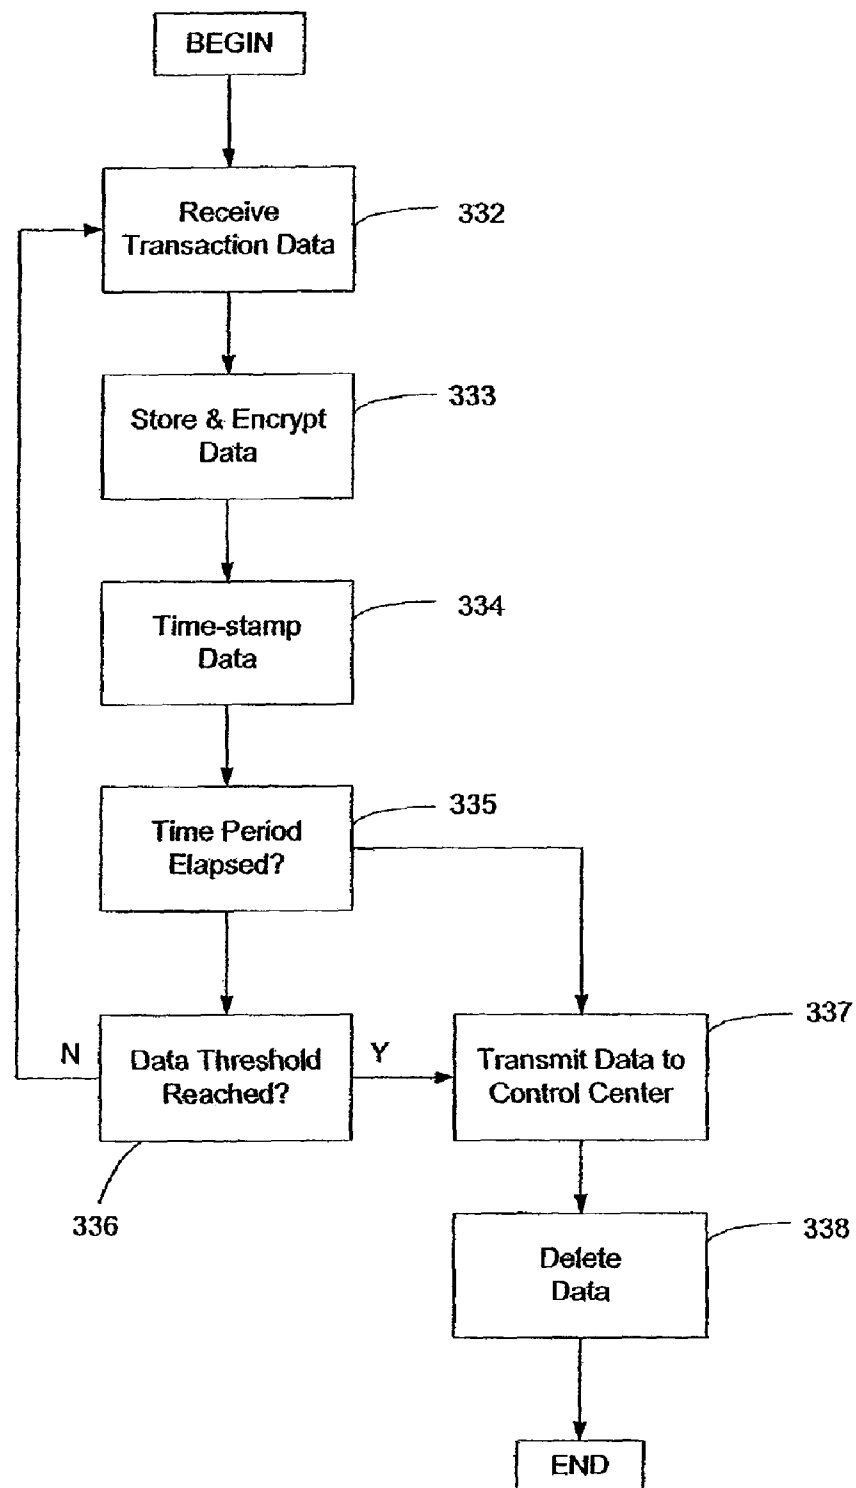 BEGIN
Receive
Transaction Data
332
Store & Encrypt
Data
333
Time-stamp
Data
334
Time Period
Elapsed?
335
N
Data Threshold
Reached?
Y
336
Transmit Data to
Control Center
337
Delete
Data
338
END